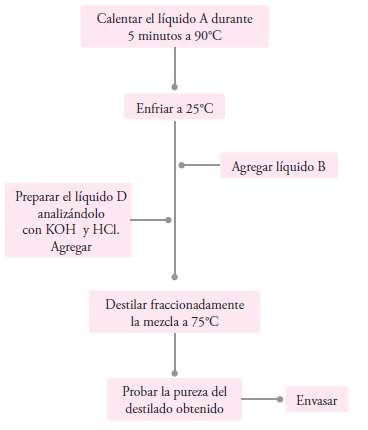 Calentar el líquido A durante
5 minutos a 90°C
Enfriar a 25°C
Agregar líquido B
Preparar el líquido D
analizándolo
con KOH y HCl.
Agregar
Destilar fraccionadamente
la mezcla a 75°C
Probar la pureza del
destilado obtenido
Envasar